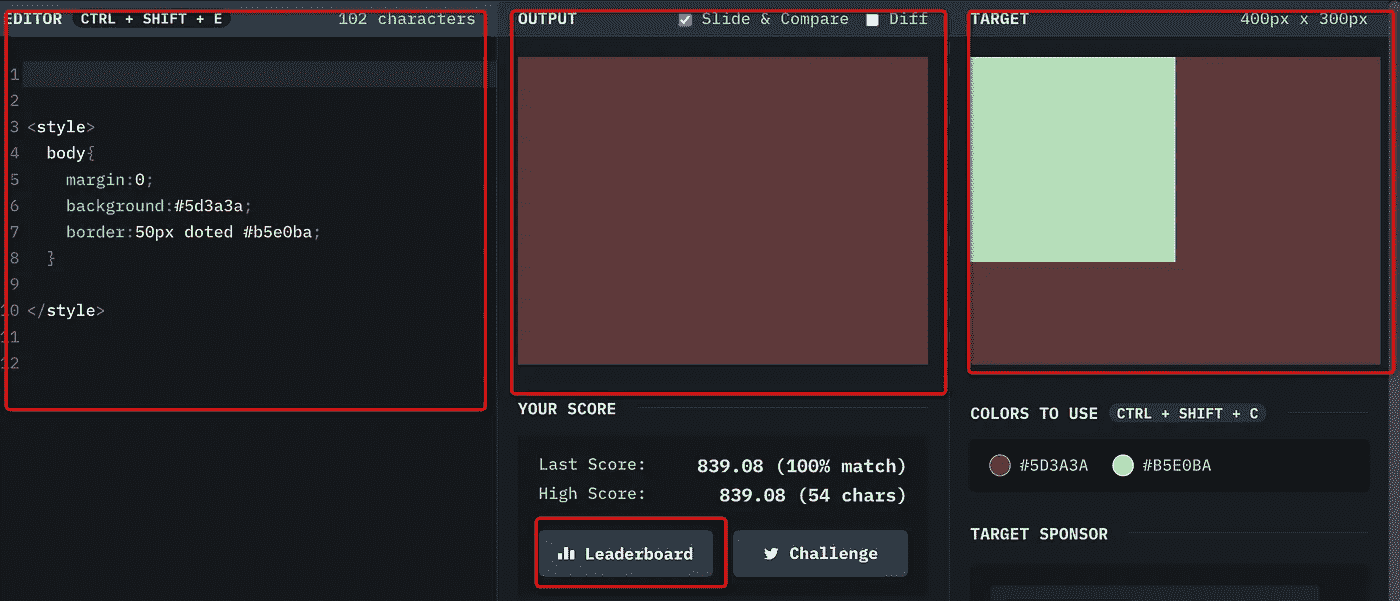 EDITOR CTRL + SHIFT + E 102 characters
1
2
3 <style>
4 body{
5 margin:0;
6 background:#5d3a3a;
7 border:50px doted #b5e0ba;
8 }
9
10 </style>
11
12
OUTPUT Slide & Compare Diff
YOUR SCORE
Last Score: 839.08 (100% match)
High Score: 839.08 (54 chars)
Leaderboard Challenge
TARGET 400px x 300px
COLORS TO USE CTRL + SHIFT + C
#5D3A3A #B5E0BA
TARGET SPONSOR